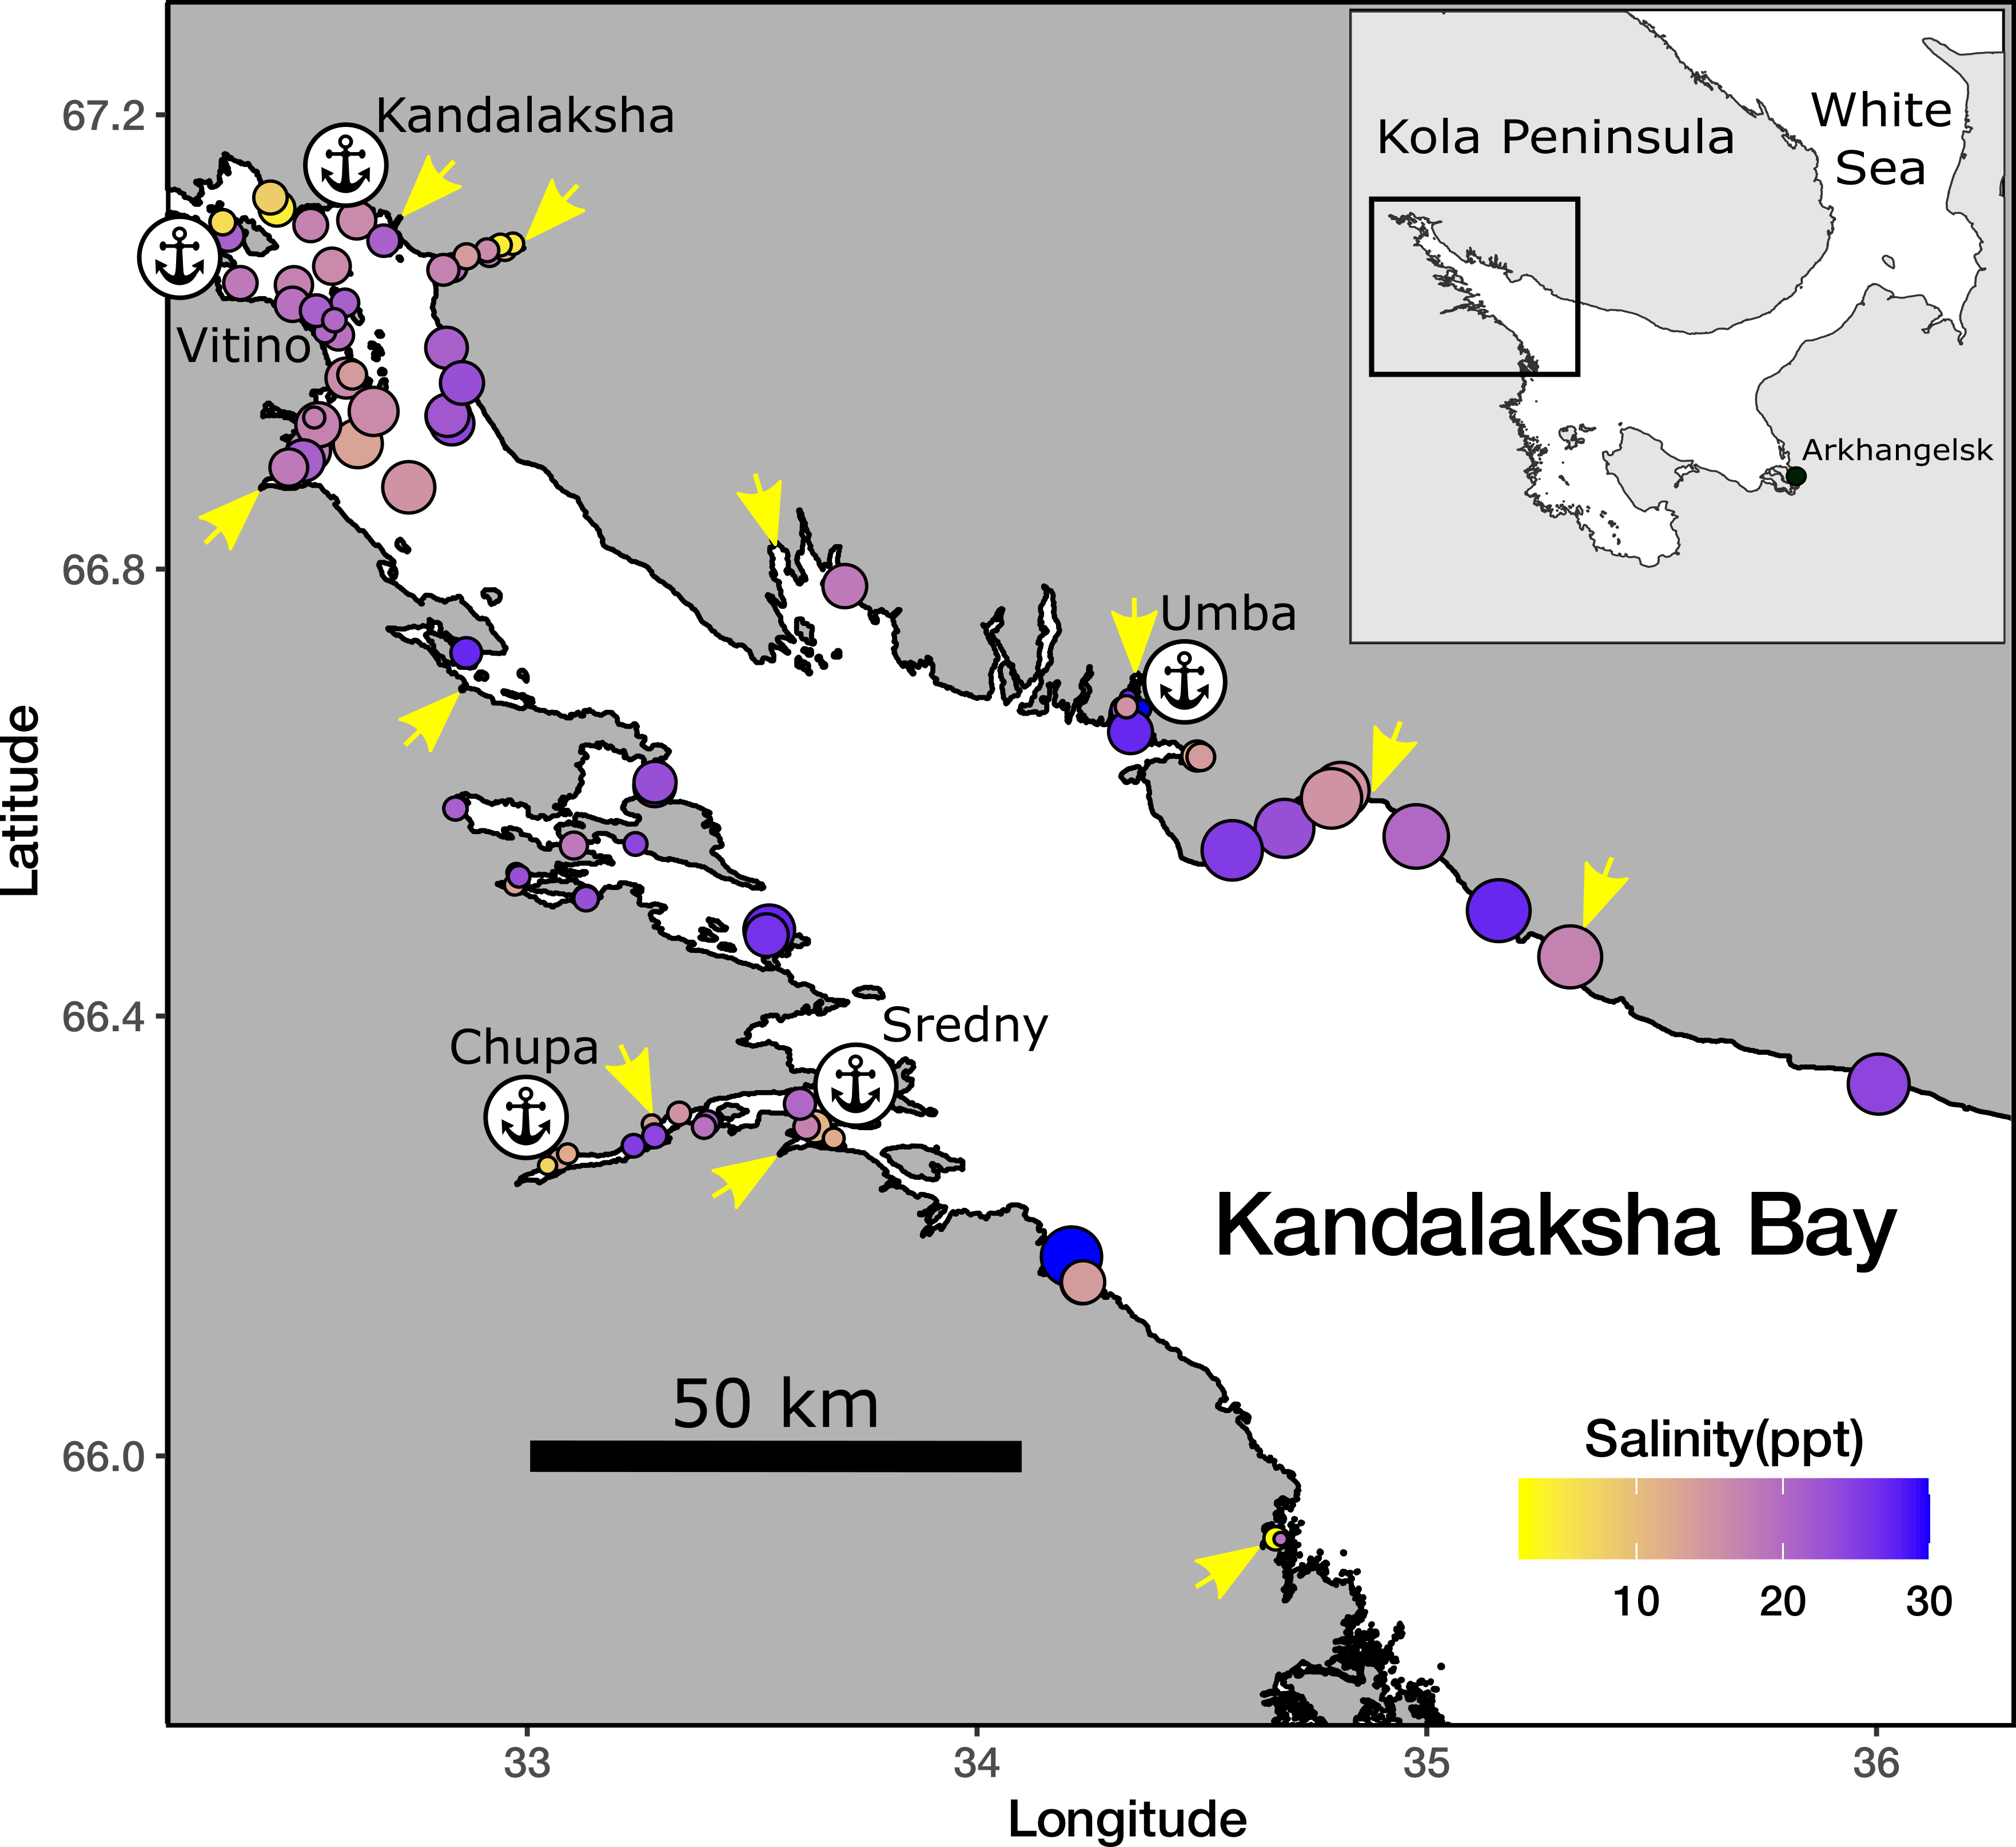 67.2
66.8
66.4
66.0
Latitude
Kandalaksha
Vitino
Umba
Chupa
Sredny
Kandalaksha Bay
50 km
Kola Peninsula
White
Sea
Arkhangelsk
Salinity(ppt)
10 20 30
33 34 35 36
Longitude